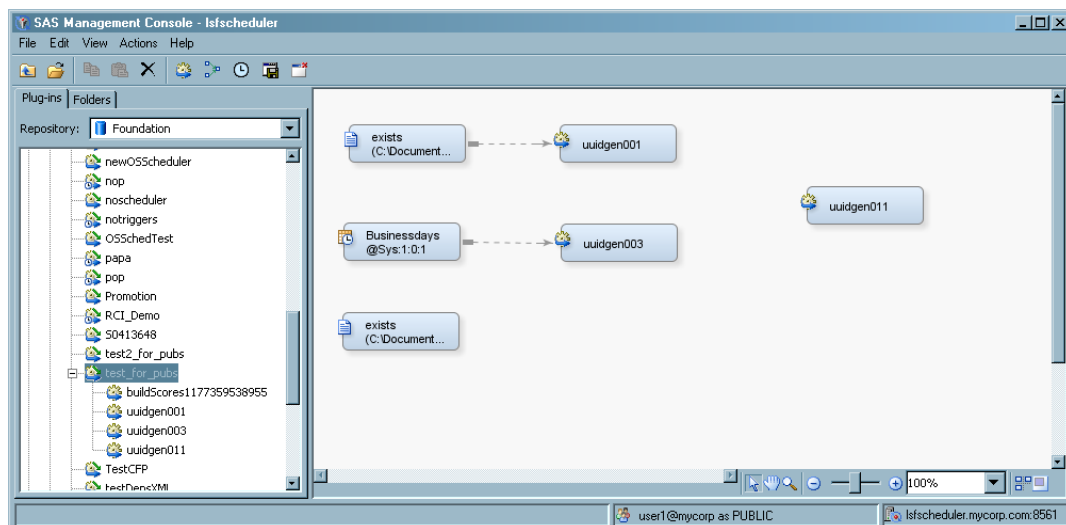 SAS Management Console - lsfscheduler
File Edit View Actions Help
Plug-ins Folders
Repository: Foundation
newOSScheduler
nop
noscheduler
notriggers
OSSchedTest
papa
pop
Promotion
RCI_Demo
S0413648
test2_for_pubs
test_for_pubs
buildScores1177359538955
uuidgen001
uuidgen003
uuidgen011
TestCFP
testDepsXML
exists
(C:\Document...
uuidgen001
uuidgen011
Businessdays
@Sys:1:0:1
uuidgen003
exists
(C:\Document...
100%
user1@mycorp as PUBLIC
lsfscheduler.mycorp.com:8561